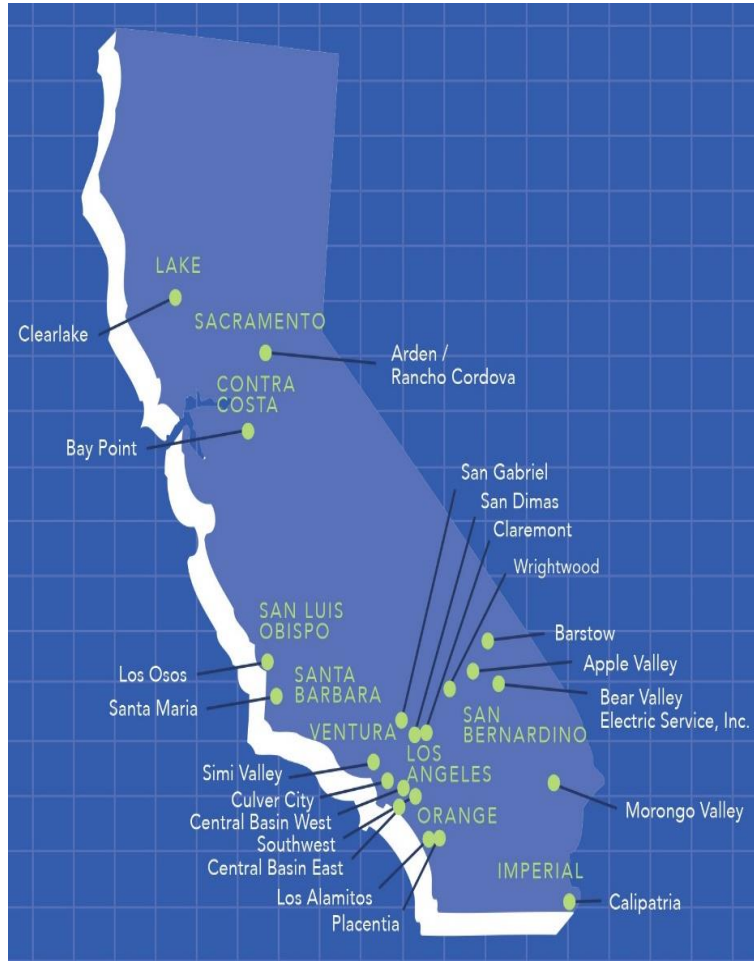 LAKE
Clearlake
SACRAMENTO
Arden /
Rancho Cordova
CONTRA
COSTA
Bay Point
San Gabriel
San Dimas
Claremont
Wrightwood
SAN LUIS
OBISPO
Los Osos
SANTA
BARBARA
Santa Maria
Barstow
Apple Valley
Bear Valley
Electric Service, Inc.
SAN
BERNARDINO
VENTURA
LOS
ANGELES
Simi Valley
Culver City
Central Basin West
Southwest
Central Basin East
ORANGE
Los Alamitos
Placentia
Morongo Valley
IMPERIAL
Calipatria